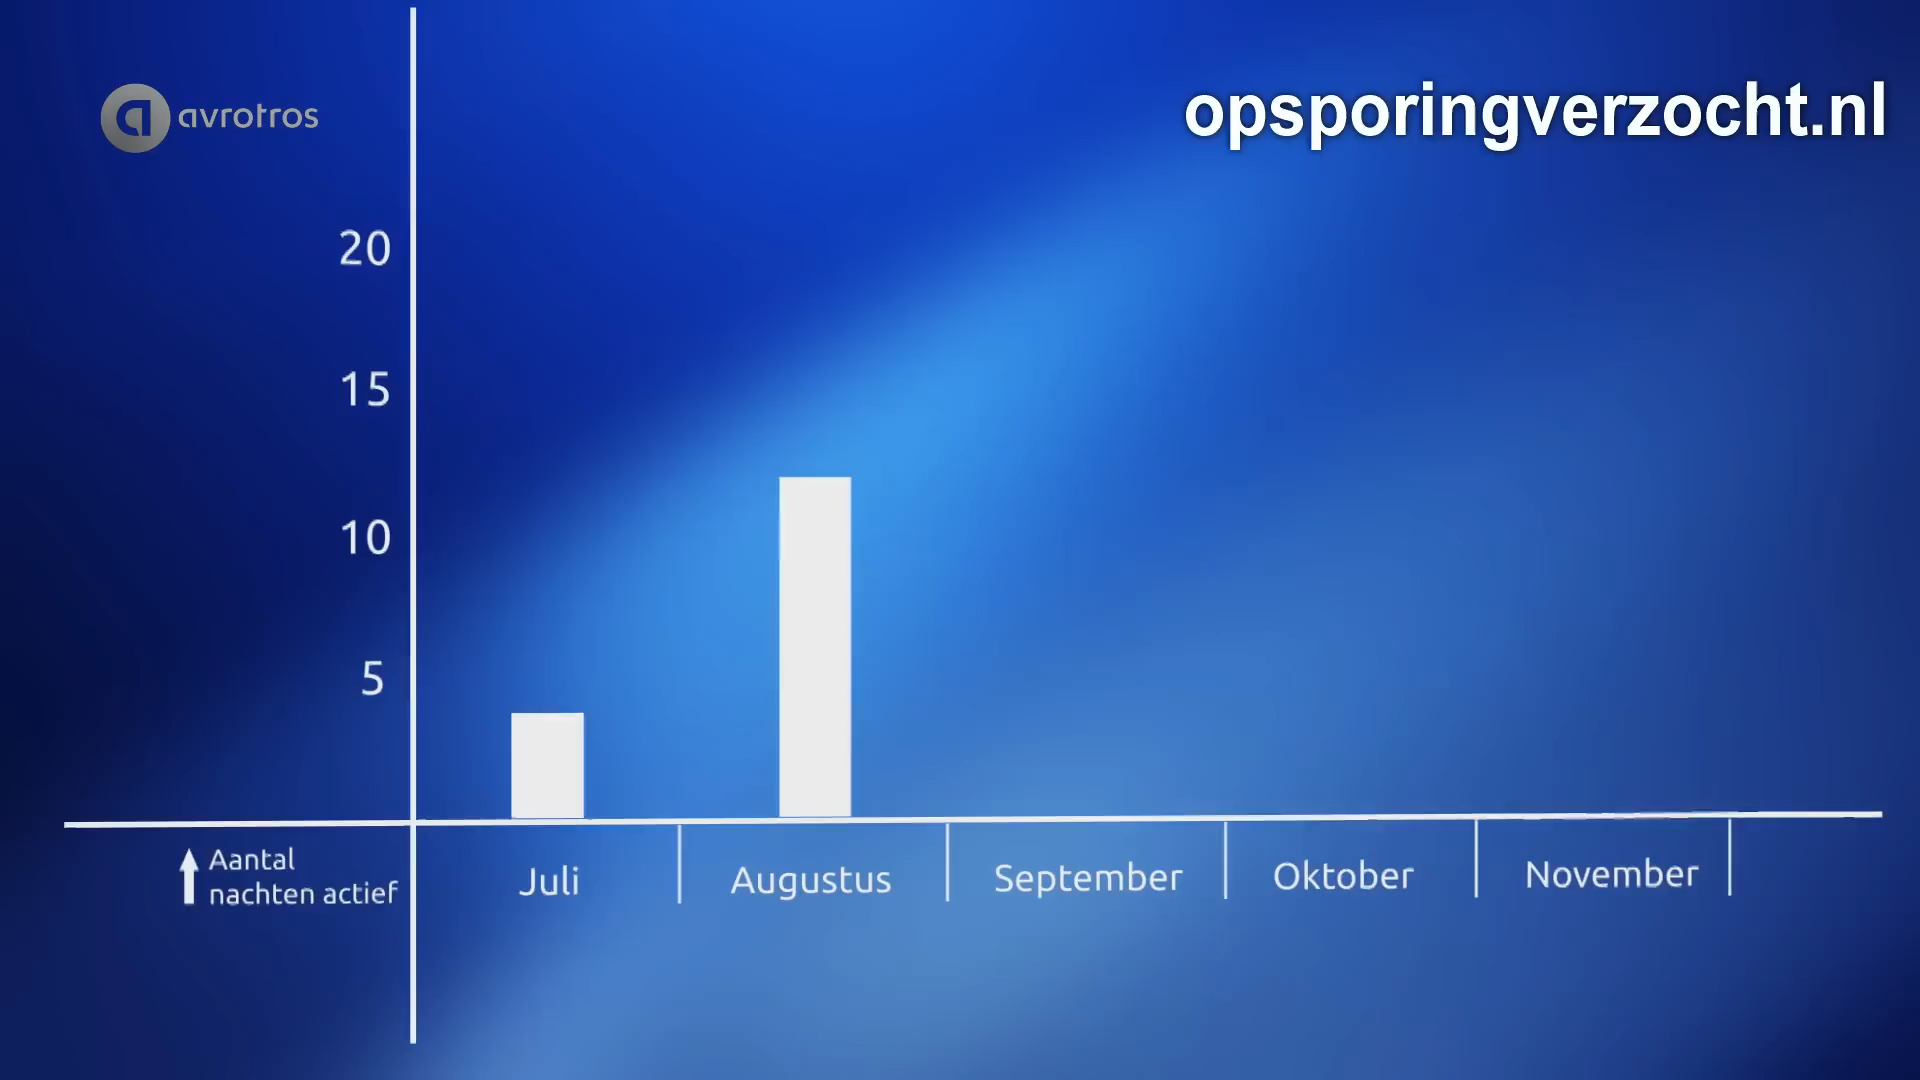 avrotros
opsporingverzocht.nl
20
15
10
5
Aantal
nachten actief
Juli
Augustus
September
Oktober
November